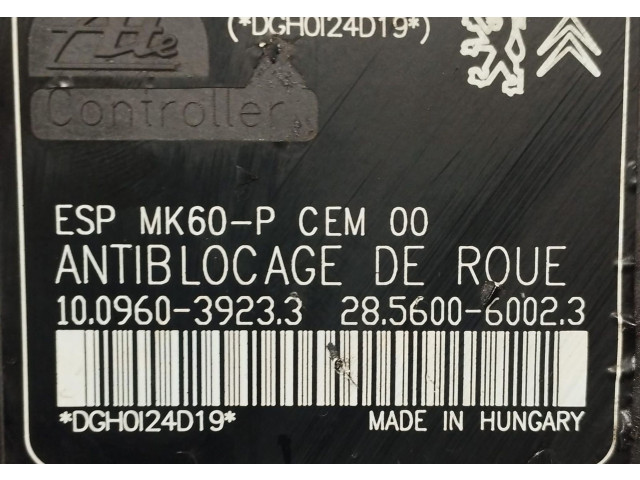 (*DGH0124D19*)
Ate
Controller
ESP MK60-P CEM 00
ANTIBLOCAGE DE ROUE
10.0960-3923.3 28.5600-6002.3
*DGH0124D19*
MADE IN HUNGARY